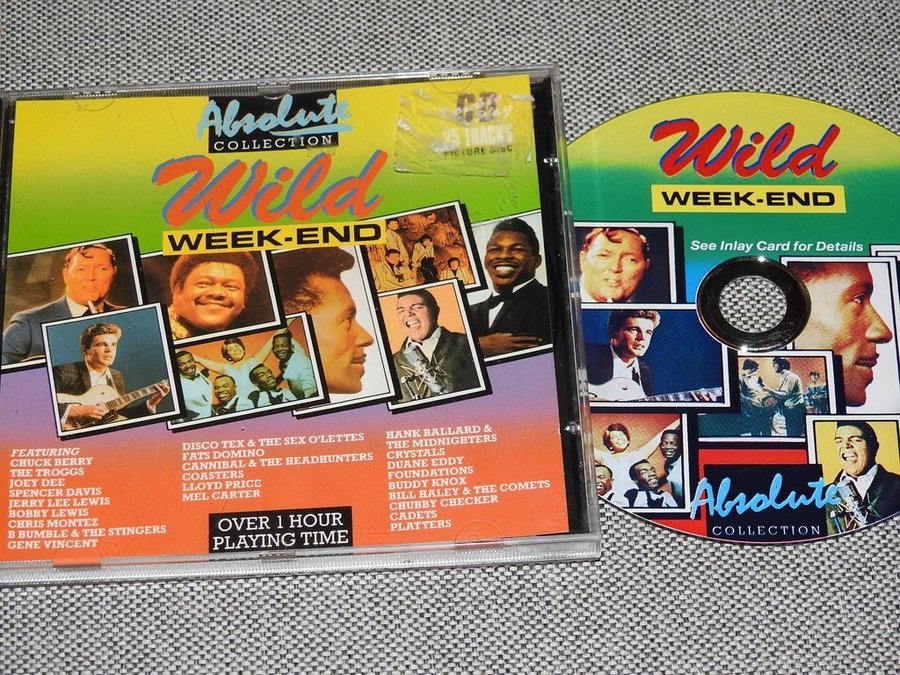 Absolute
COLLECTION
CD
25 TRACKS
PICTURE DISC
Wild
WEEK-END
FEATURING
CHUCK BERRY
THE TROGGS
JOEY DEE
SPENCER DAVIS
JERRY LEE LEWIS
BOBBY LEWIS
CHRIS MONTEZ
B BUMBLE & THE STINGERS
GENE VINCENT
DISCO TEX & THE SEX O'LETTES
FATS DOMINO
CANNIBAL & THE HEADHUNTERS
COASTERS
LLOYD PRICE
MEL CARTER
HANK BALLARD &
THE MIDNIGHTERS
CRYSTALS
DUANE EDDY
FOUNDATIONS
BUDDY KNOX
BILL HALEY & THE COMETS
CHUBBY CHECKER
CADETS
PLATTERS
OVER 1 HOUR
PLAYING TIME
Wild
WEEK-END
See Inlay Card for Details
Absolute
COLLECTION